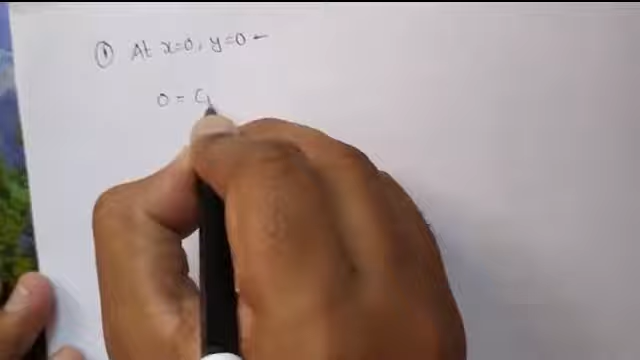 ① At x=0, y=0 -
0 = C₁